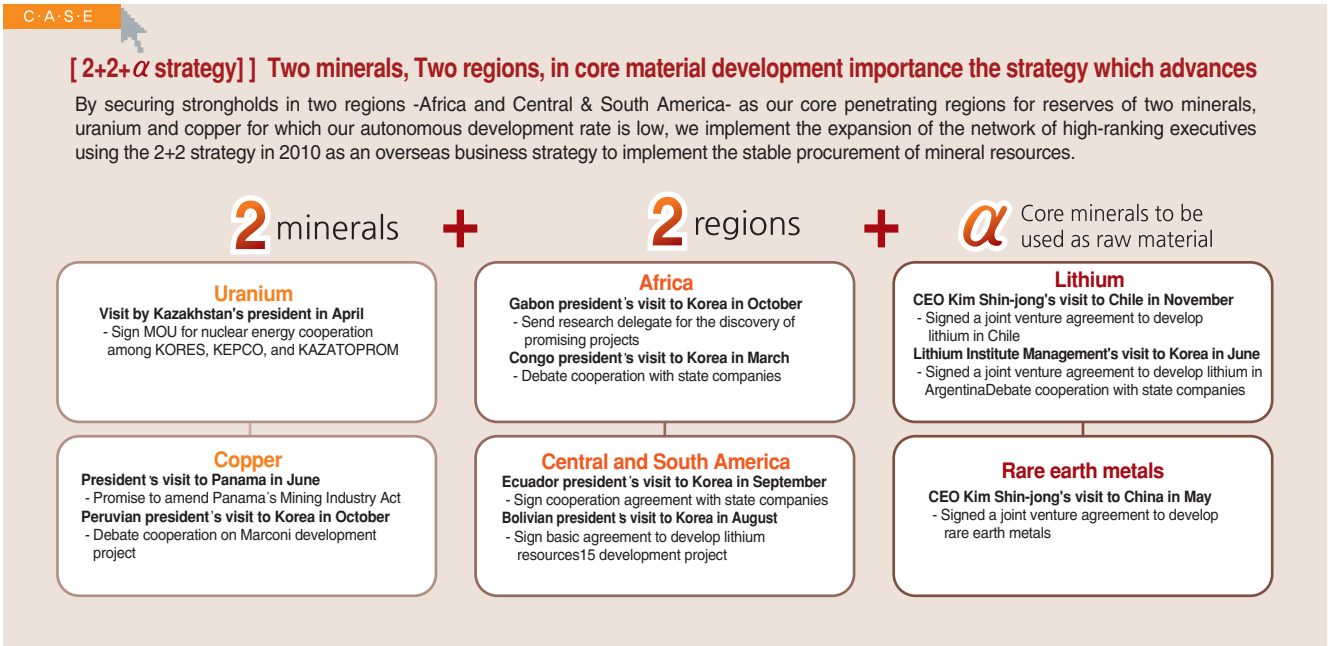 C·A·S·E
[ 2+2+α strategy] ] Two minerals, Two regions, in core material development importance the strategy which advances
By securing strongholds in two regions -Africa and Central & South America- as our core penetrating regions for reserves of two minerals,
uranium and copper for which our autonomous development rate is low, we implement the expansion of the network of high-ranking executives
using the 2+2 strategy in 2010 as an overseas business strategy to implement the stable procurement of mineral resources.
2 minerals
+
2 regions
+
α Core minerals to be
used as raw material
Uranium
Visit by Kazakhstan's president in April
- Sign MOU for nuclear energy cooperation
among KORES, KEPCO, and KAZATOPROM
Copper
President's visit to Panama in June
- Promise to amend Panama's Mining Industry Act
Peruvian president's visit to Korea in October
- Debate cooperation on Marconi development
project
Africa
Gabon president's visit to Korea in October
- Send research delegate for the discovery of
promising projects
Congo president's visit to Korea in March
- Debate cooperation with state companies
Central and South America
Ecuador president's visit to Korea in September
- Sign cooperation agreement with state companies
Bolivian president's visit to Korea in August
- Sign basic agreement to develop lithium
resources15 development project
Lithium
CEO Kim Shin-jong's visit to Chile in November
- Signed a joint venture agreement to develop
lithium in Chile
Lithium Institute Management's visit to Korea in June
- Signed a joint venture agreement to develop lithium in
ArgentinaDebate cooperation with state companies
Rare earth metals
CEO Kim Shin-jong's visit to China in May
- Signed a joint venture agreement to develop
rare earth metals